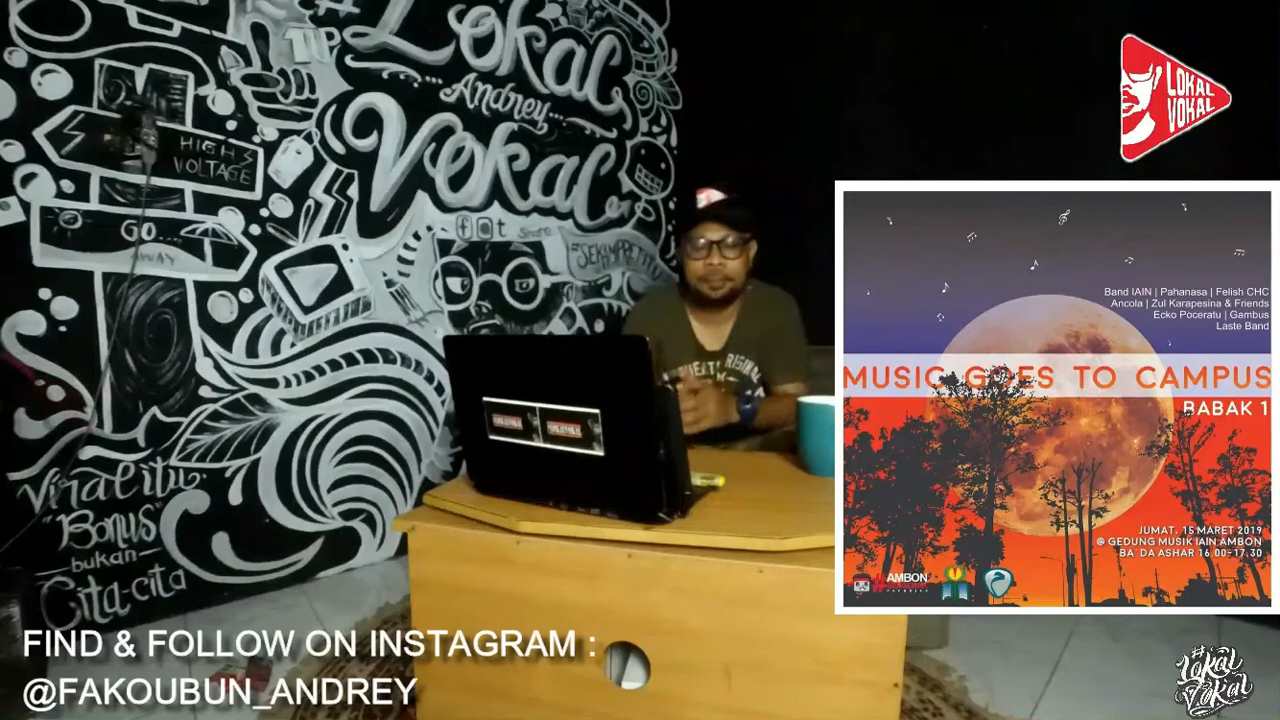 Lokal
Andrey...
Vokal
f t Share
#SEKAMPRETITU
HIGH
VOLTAGE
GO...
AWAY
Viral itu
"Bonus"
bukan
Cita-cita
LOKAL
VOKAL
Band IAIN | Pahanasa | Felish CHC
Ancola | Zul Karapesina & Friends
Ecko Poceratu | Gambus
Laste Band
MUSIC GOES TO CAMPUS
BABAK 1
JUMAT, 15 MARET 2019
@ GEDUNG MUSIK IAIN AMBON
BA' DA ASHAR 16.00-17.30
AMBON
FIND & FOLLOW ON INSTAGRAM :
@FAKOUBUN_ANDREY
#Lokal
Vokal